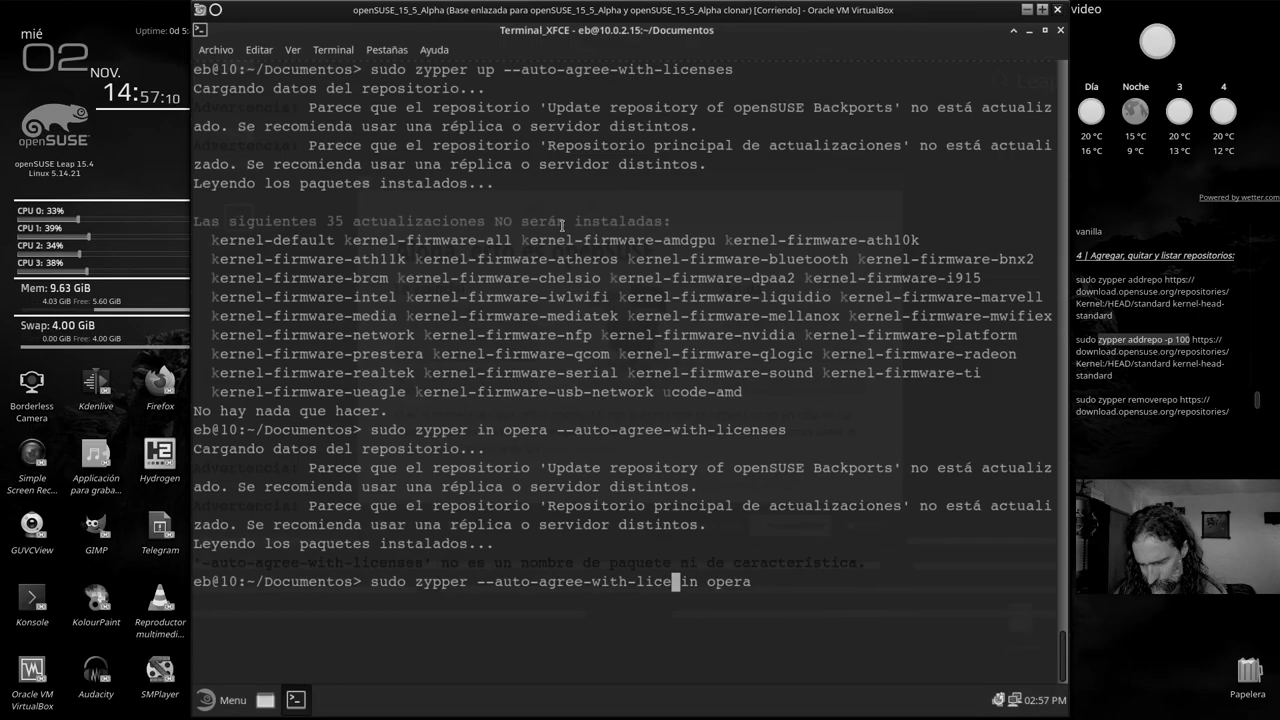 openSUSE_15_5_Alpha (Base enlazada para openSUSE_15_5_Alpha y openSUSE_15_5_Alpha clonar) [Corriendo] - Oracle VM VirtualBox
Terminal_XFCE - eb@10.0.2.15:~/Documentos
Archivo Editar Ver Terminal Pestañas Ayuda
eb@10:~/Documentos> sudo zypper up --auto-agree-with-licenses
Cargando datos del repositorio...
Advertencia: Parece que el repositorio 'Update repository of openSUSE Backports' no está actualiz
ado. Se recomienda usar una réplica o servidor distintos.
Advertencia: Parece que el repositorio 'Repositorio principal de actualizaciones' no está actuali
zado. Se recomienda usar una réplica o servidor distintos.
Leyendo los paquetes instalados...
Las siguientes 35 actualizaciones NO serán instaladas:
kernel-default kernel-firmware-all kernel-firmware-amdgpu kernel-firmware-ath10k
kernel-firmware-ath11k kernel-firmware-atheros kernel-firmware-bluetooth kernel-firmware-bnx2
kernel-firmware-brcm kernel-firmware-chelsio kernel-firmware-dpaa2 kernel-firmware-i915
kernel-firmware-intel kernel-firmware-iwlwifi kernel-firmware-liquidio kernel-firmware-marvell
kernel-firmware-media kernel-firmware-mediatek kernel-firmware-mellanox kernel-firmware-mwifiex
kernel-firmware-network kernel-firmware-nfp kernel-firmware-nvidia kernel-firmware-platform
kernel-firmware-prestera kernel-firmware-qcom kernel-firmware-qlogic kernel-firmware-radeon
kernel-firmware-realtek kernel-firmware-serial kernel-firmware-sound kernel-firmware-ti
kernel-firmware-ueagle kernel-firmware-usb-network ucode-amd
No hay nada que hacer.
eb@10:~/Documentos> sudo zypper in opera --auto-agree-with-licenses
Cargando datos del repositorio...
Advertencia: Parece que el repositorio 'Update repository of openSUSE Backports' no está actualiz
ado. Se recomienda usar una réplica o servidor distintos.
Advertencia: Parece que el repositorio 'Repositorio principal de actualizaciones' no está actuali
zado. Se recomienda usar una réplica o servidor distintos.
Leyendo los paquetes instalados...
'-auto-agree-with-licenses' no es un nombre de paquete ni de característica.
eb@10:~/Documentos> sudo zypper --auto-agree-with-lice in opera
Menu
02:57 PM
mié
Uptime: 0d 5:
02
NOV.
14:57:10
openSUSE
openSUSE Leap 15.4
Linux 5.14.21
CPU 0: 33%
CPU 1: 39%
CPU 2: 34%
CPU 3: 38%
Mem: 9.63 GiB
4.03 GiB Free: 5.60 GiB
Swap: 4.00 GiB
0.00 GiB Free: 4.00 GiB
Borderless
Camera
Kdenlive
Firefox
Simple
Screen Rec...
Aplicación
para graba...
Hydrogen
GUVCView
GIMP
Telegram
Konsole
KolourPaint
Reproductor
multimedi...
Oracle VM
VirtualBox
Audacity
SMPlayer
video
Día Noche 3 4
20 °C 15 °C 20 °C 20 °C
16 °C 9 °C 13 °C 12 °C
Powered by wetter.com
vanilla
4 | Agregar, quitar y listar repositorios:
sudo zypper addrepo https://
download.opensuse.org/repositories/
Kernel:/HEAD/standard kernel-head-
standard
sudo zypper addrepo -p 100 https://
download.opensuse.org/repositories/
Kernel:/HEAD/standard kernel-head-
standard
sudo zypper removerepo https://
download.opensuse.org/repositories/
Papelera